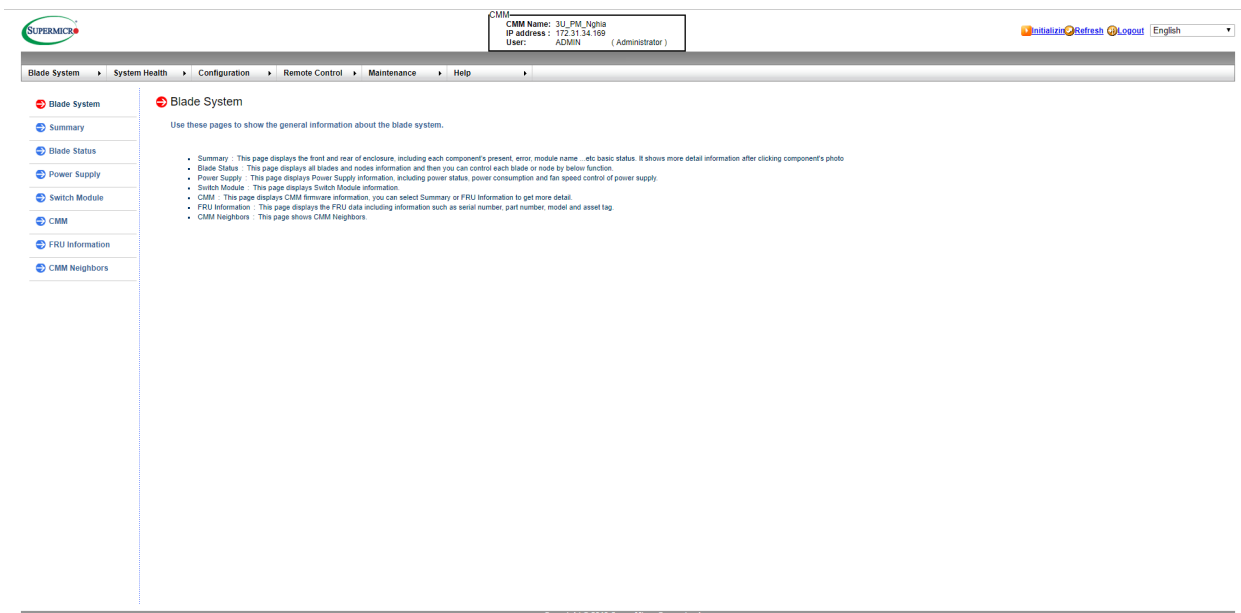 SUPERMICR
CMM
CMM Name: 3U_PM_Nghia
IP address : 172.31.34.169
User: ADMIN ( Administrator )
Initializin Refresh Logout English
Blade System System Health Configuration Remote Control Maintenance Help
Blade System
Summary
Blade Status
Power Supply
Switch Module
CMM
FRU Information
CMM Neighbors
Blade System
Use these pages to show the general information about the blade system.
Summary : This page displays the front and rear of enclosure, including each component's present, error, module name ...etc basic status. It shows more detail information after clicking component's photo
Blade Status : This page displays all blades and nodes information and then you can control each blade or node by below function.
Power Supply : This page displays Power Supply information, including power status, power consumption and fan speed control of power supply.
Switch Module : This page displays Switch Module information.
CMM : This page displays CMM firmware information, you can select Summary or FRU Information to get more detail.
FRU Information : This page displays the FRU data including information such as serial number, part number, model and asset tag.
CMM Neighbors : This page shows CMM Neighbors.